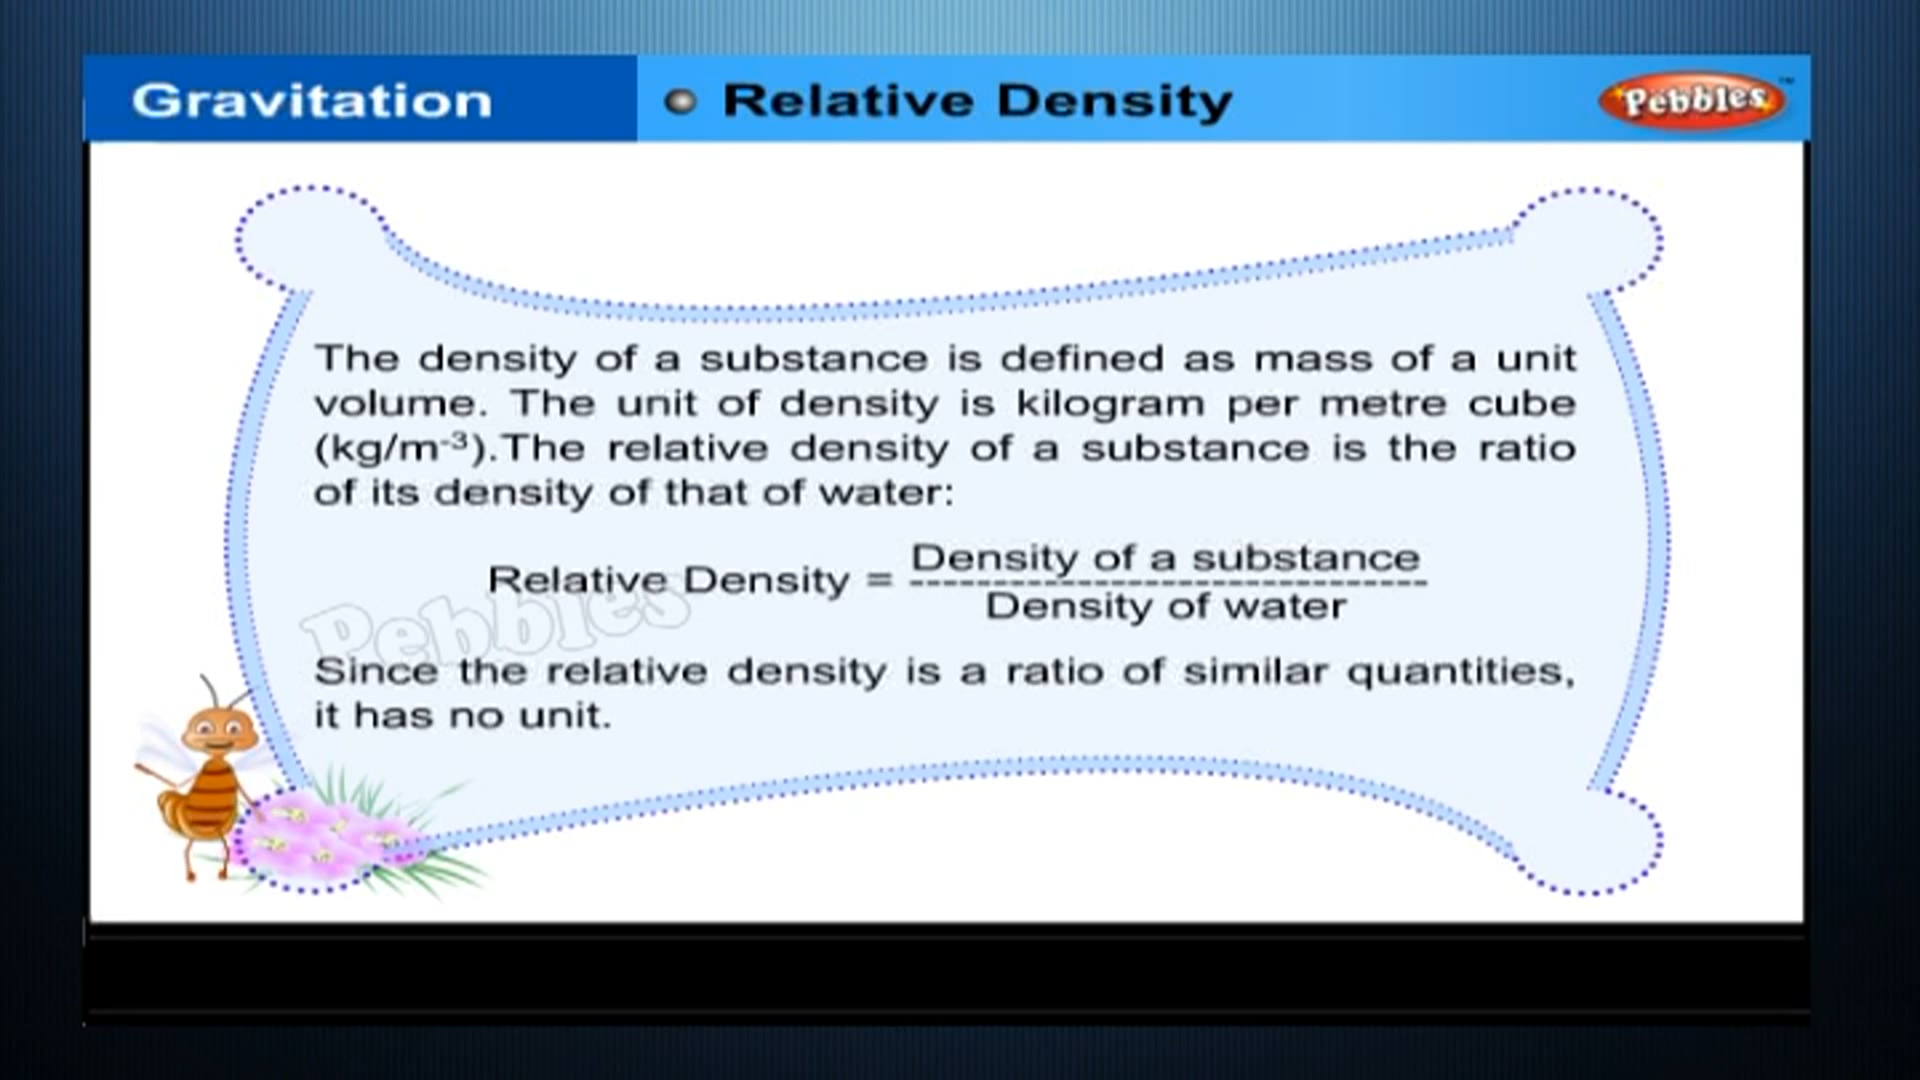 Gravitation
Relative Density
Pebbles™
The density of a substance is defined as mass of a unit
volume. The unit of density is kilogram per metre cube
(kg/m⁻³).The relative density of a substance is the ratio
of its density of that of water:
Relative Density = Density of a substance
Density of water
Pebbles
Since the relative density is a ratio of similar quantities,
it has no unit.